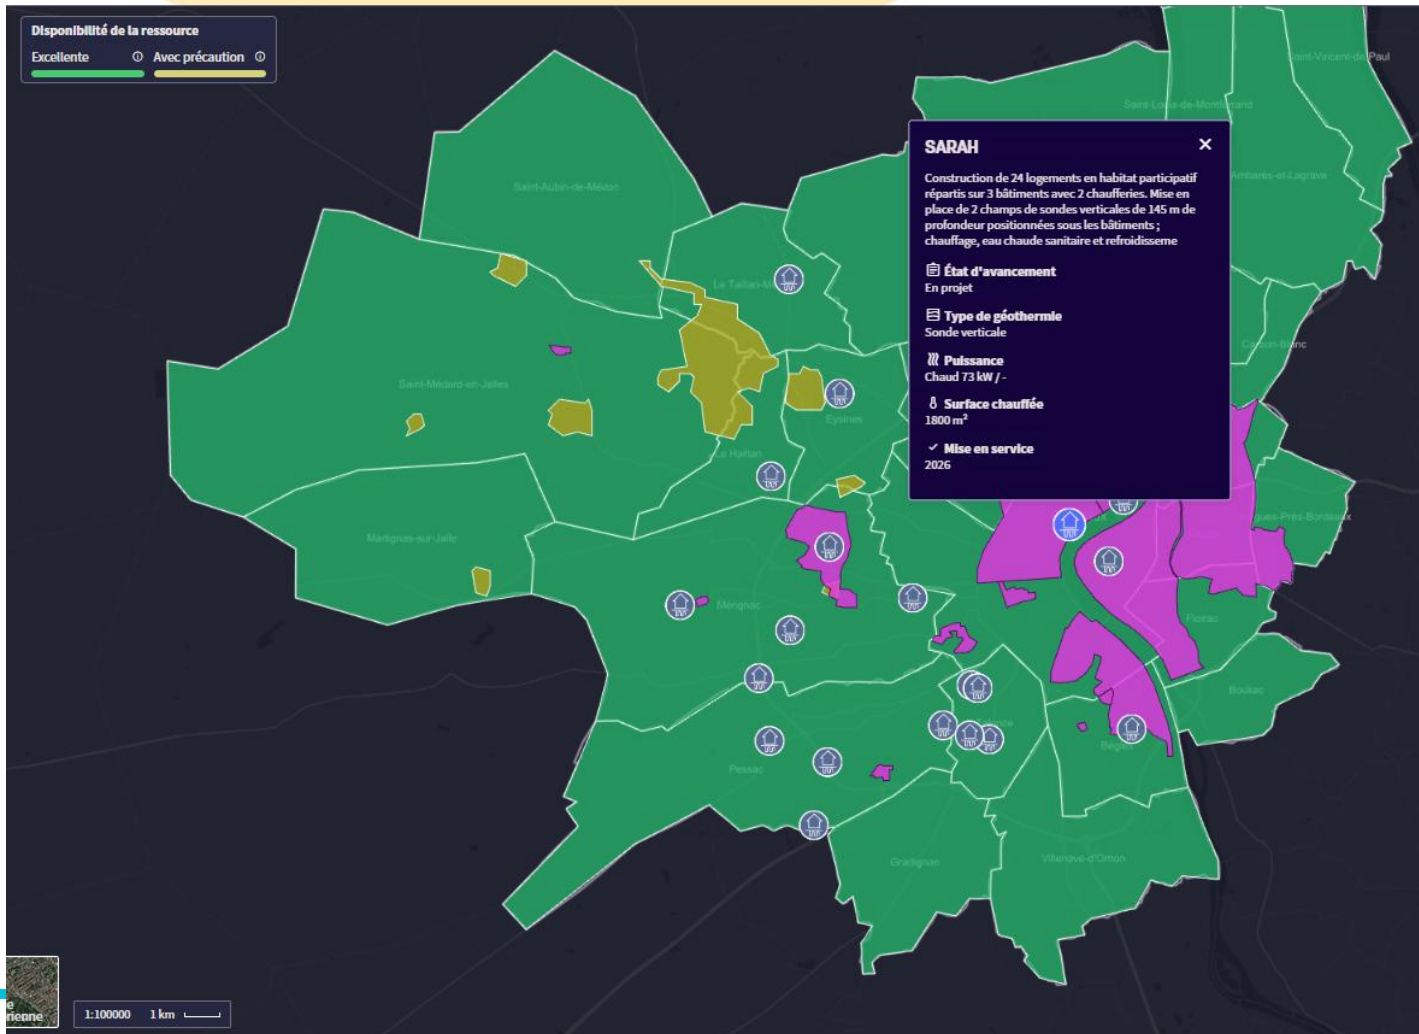 Disponibilité de la ressource
Excellente
Avec précaution
Saint-Vincent-de-Paul
Saint-Louis-de-Montferrand
Ambarès-et-Lagrave
Saint-Aubin-de-Médoc
SARAH
Construction de 24 logements en habitat participatif
répartis sur 3 bâtiments avec 2 chaufferies. Mise en
place de 2 champs de sondes verticales de 145 m de
profondeur positionnées sous les bâtiments ;
chauffage, eau chaude sanitaire et refroidisseme
État d'avancement
En projet
Type de géothermie
Sonde verticale
Puissance
Chaud 73 kW / -
Surface chauffée
1800 m²
Mise en service
2026
Le Taillan-M
Saint-Médard-en-Jalles
Eysines
Le Haillan
Martignas-sur-Jalle
Mérignac
Floirac
Bouliac
Bègles
Pessac
Gradignan
Villenave-d'Ornon
rienne
1:100000
1 km